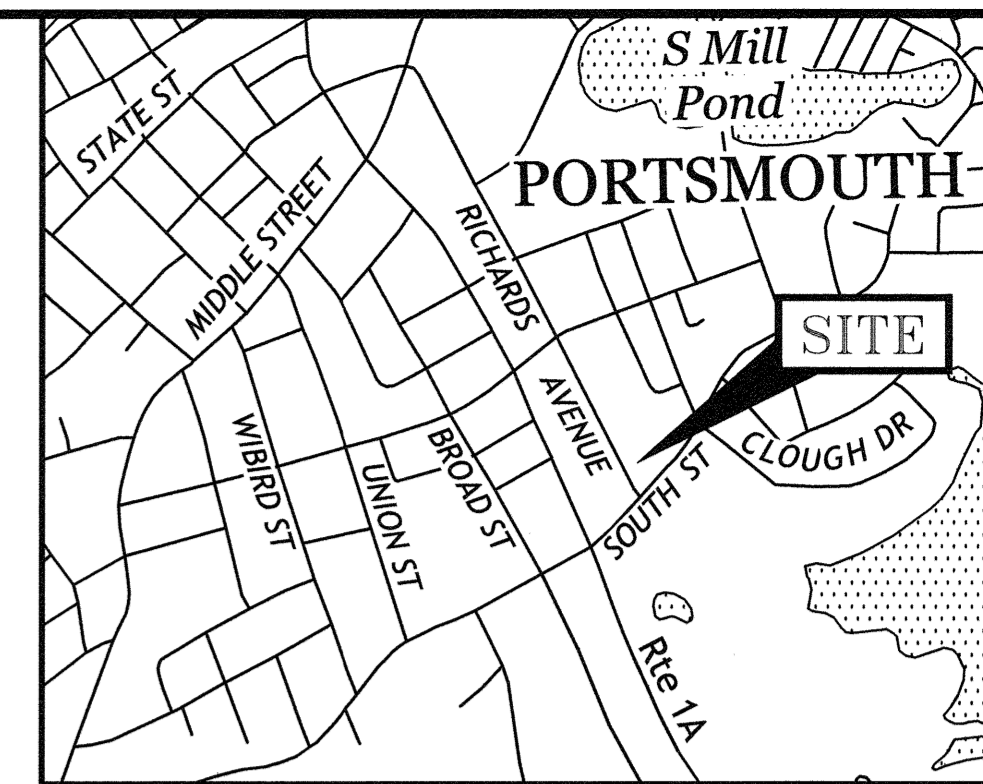 S Mill
Pond
STATE ST
PORTSMOUTH
MIDDLE STREET
RICHARDS
AVENUE
SITE
WIBIRD ST
UNION ST
BROAD ST
SOUTH ST
CLOUGH DR
Rte 1A